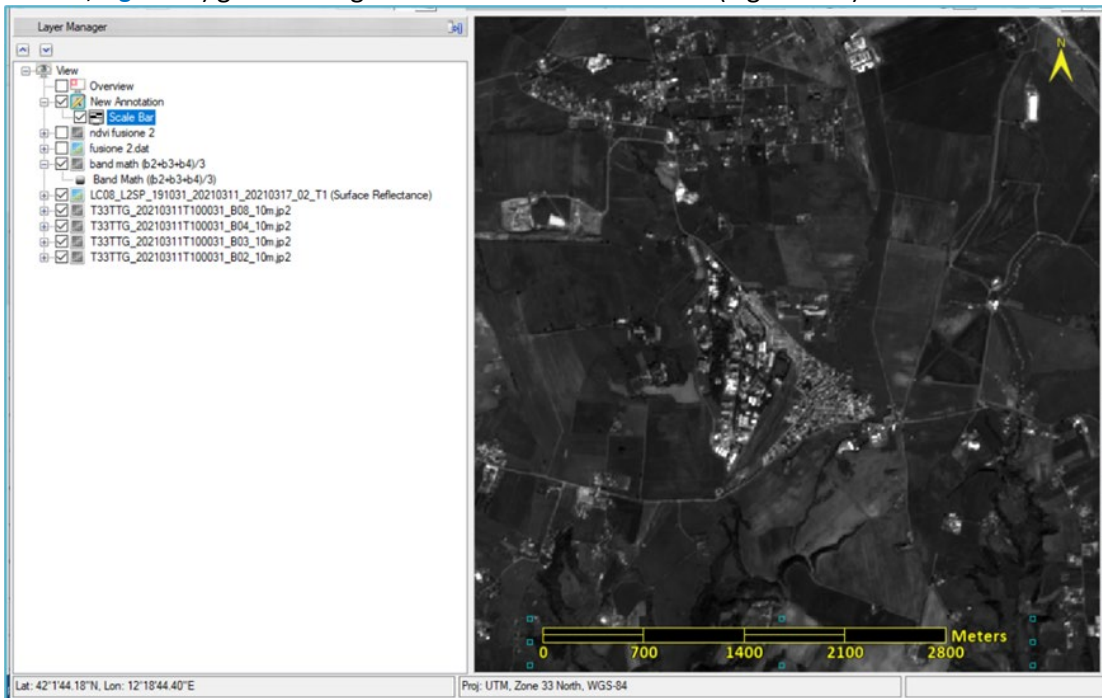 Layer Manager
View
Overview
New Annotation
Scale Bar
ndvi fusione 2
fusione 2.dat
band math (b2+b3+b4)/3
Band Math ((b2+b3+b4)/3)
LC08_L2SP_191031_20210311_20210317_02_T1 (Surface Reflectance)
T33TTG_20210311T100031_B08_10m.jp2
T33TTG_20210311T100031_B04_10m.jp2
T33TTG_20210311T100031_B03_10m.jp2
T33TTG_20210311T100031_B02_10m.jp2
N
Meters
0 700 1400 2100 2800
Lat: 42°1'44.18"N, Lon: 12°18'44.40"E
Proj: UTM, Zone 33 North, WGS-84